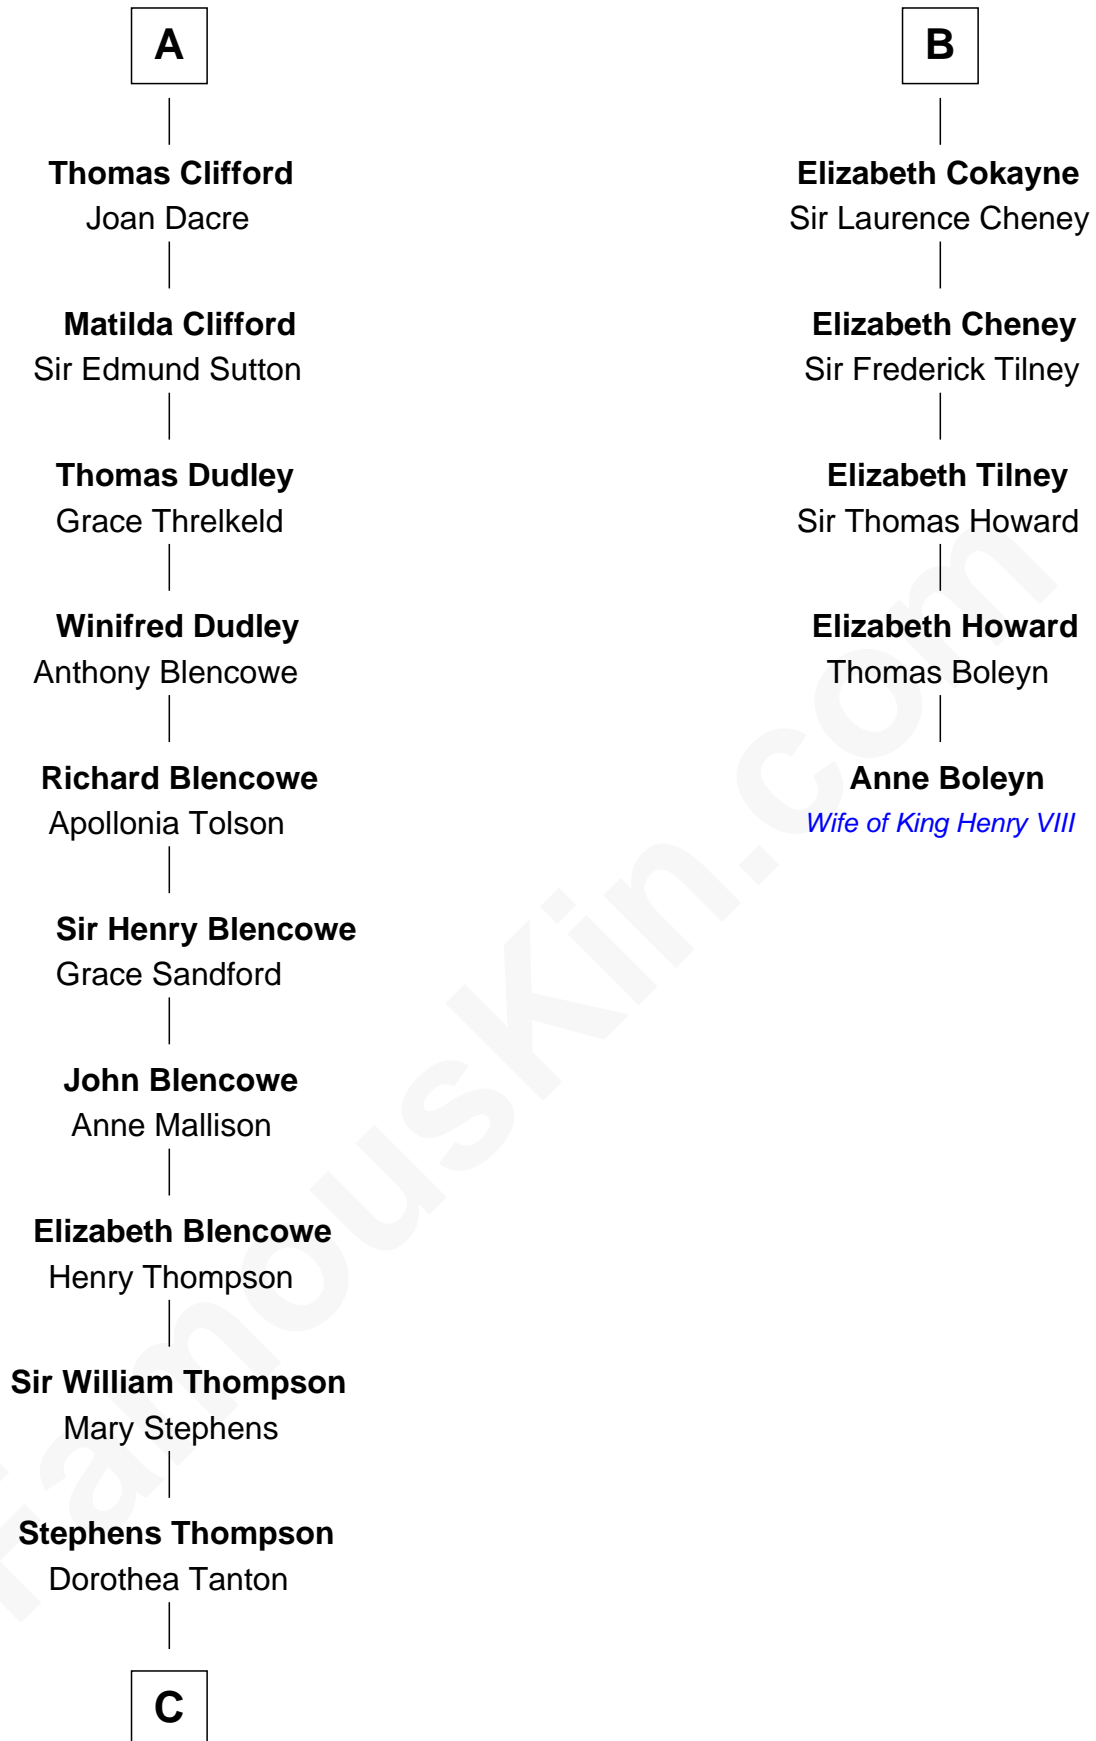 A
Thomas Clifford
Joan Dacre
Matilda Clifford
Sir Edmund Sutton
Thomas Dudley
Grace Threlkeld
Winifred Dudley
Anthony Blencowe
Richard Blencowe
Apollonia Tolson
Sir Henry Blencowe
Grace Sandford
John Blencowe
Anne Mallison
Elizabeth Blencowe
Henry Thompson
Sir William Thompson
Mary Stephens
Stephens Thompson
Dorothea Tanton
C
B
Elizabeth Cokayne
Sir Laurence Cheney
Elizabeth Cheney
Sir Frederick Tilney
Elizabeth Tilney
Sir Thomas Howard
Elizabeth Howard
Thomas Boleyn
Anne Boleyn
Wife of King Henry VIII
FamousKin.com